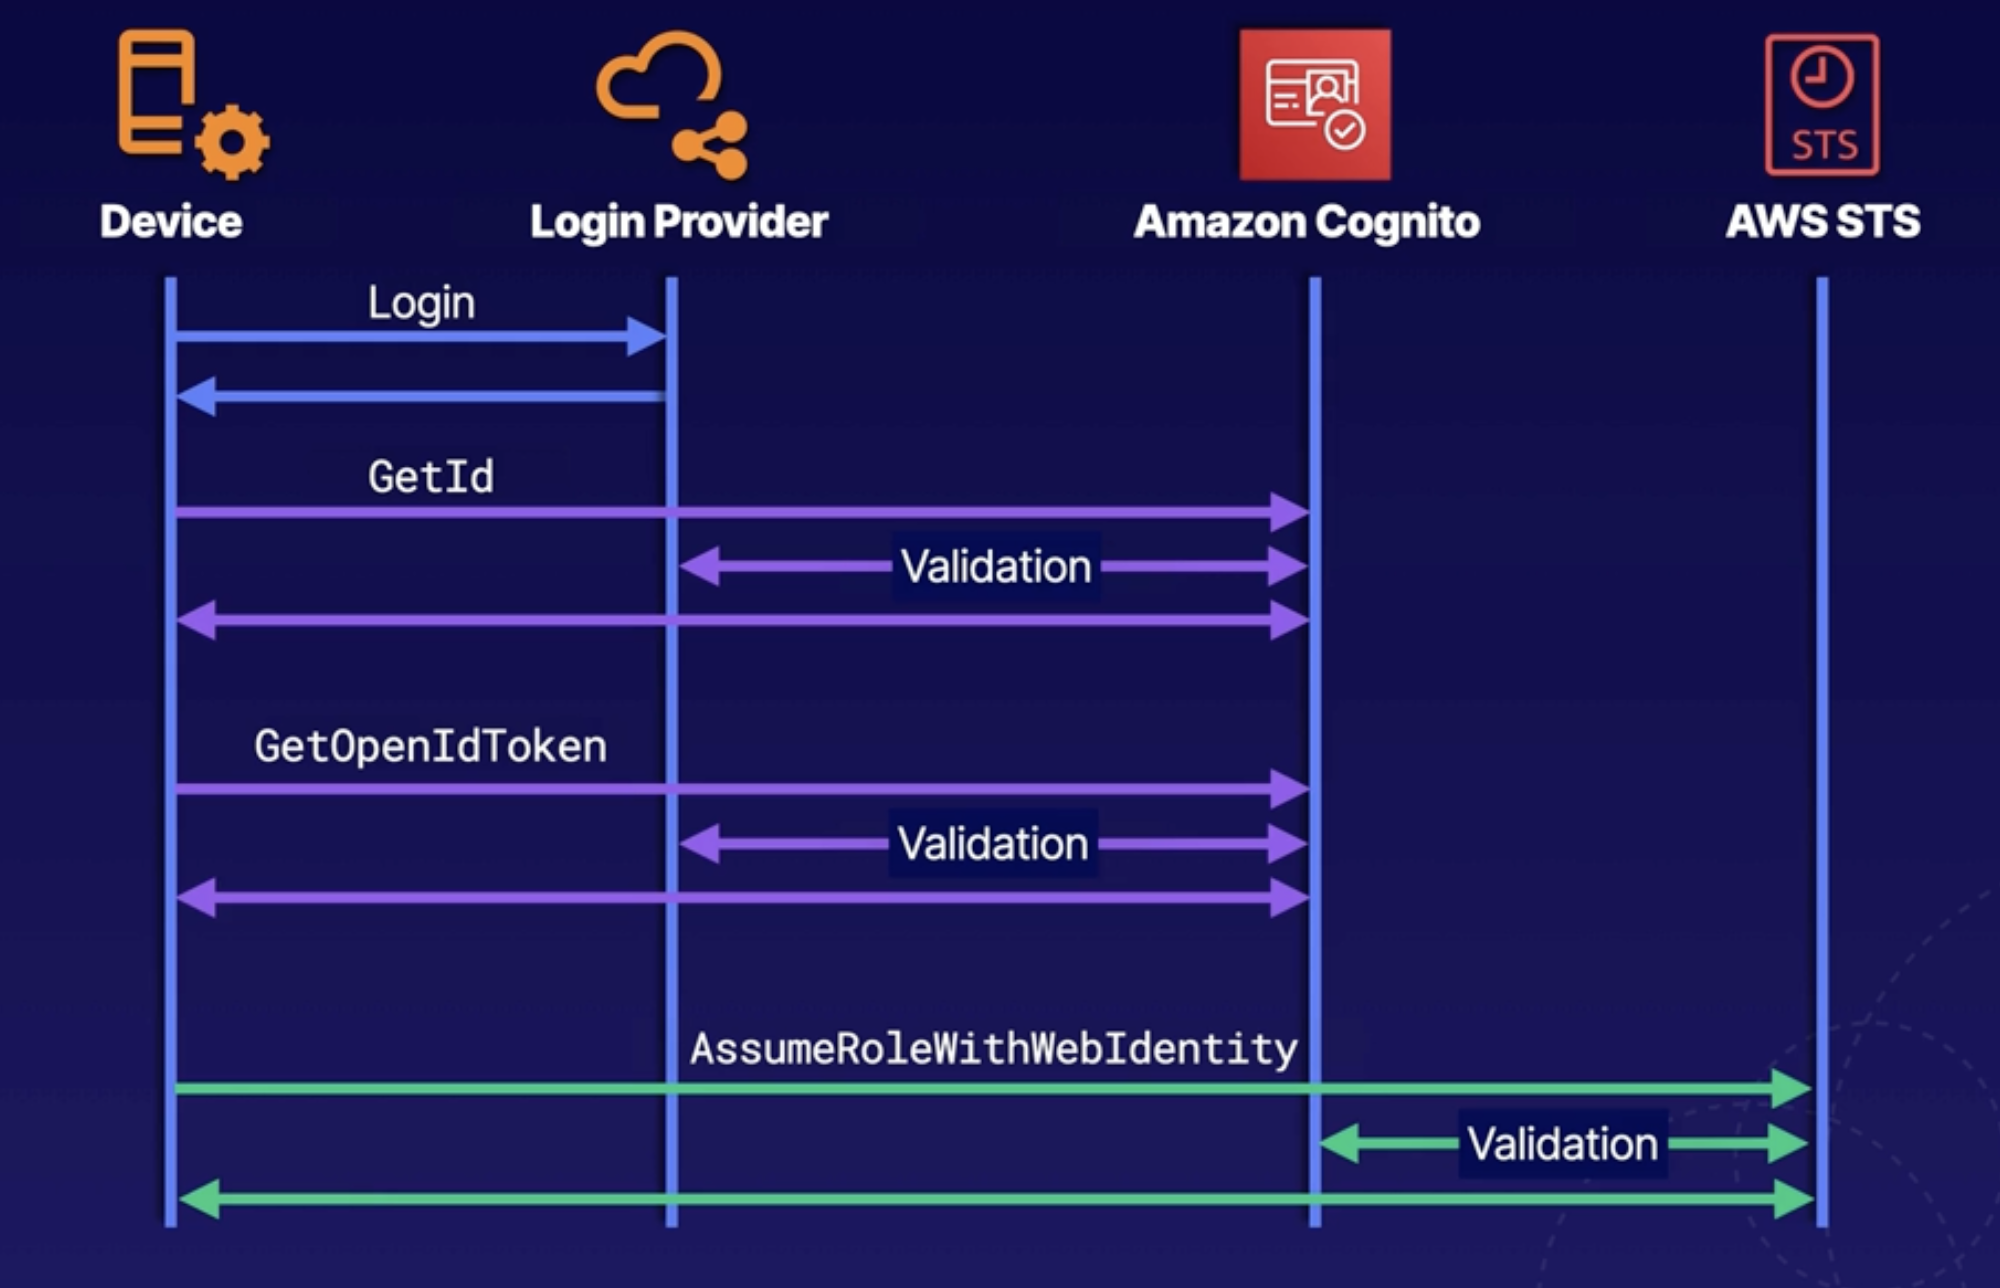 STS
Device
Login Provider
Amazon Cognito
AWS STS
Login
GetId
Validation
GetOpenIdToken
Validation
AssumeRoleWithWebIdentity
Validation